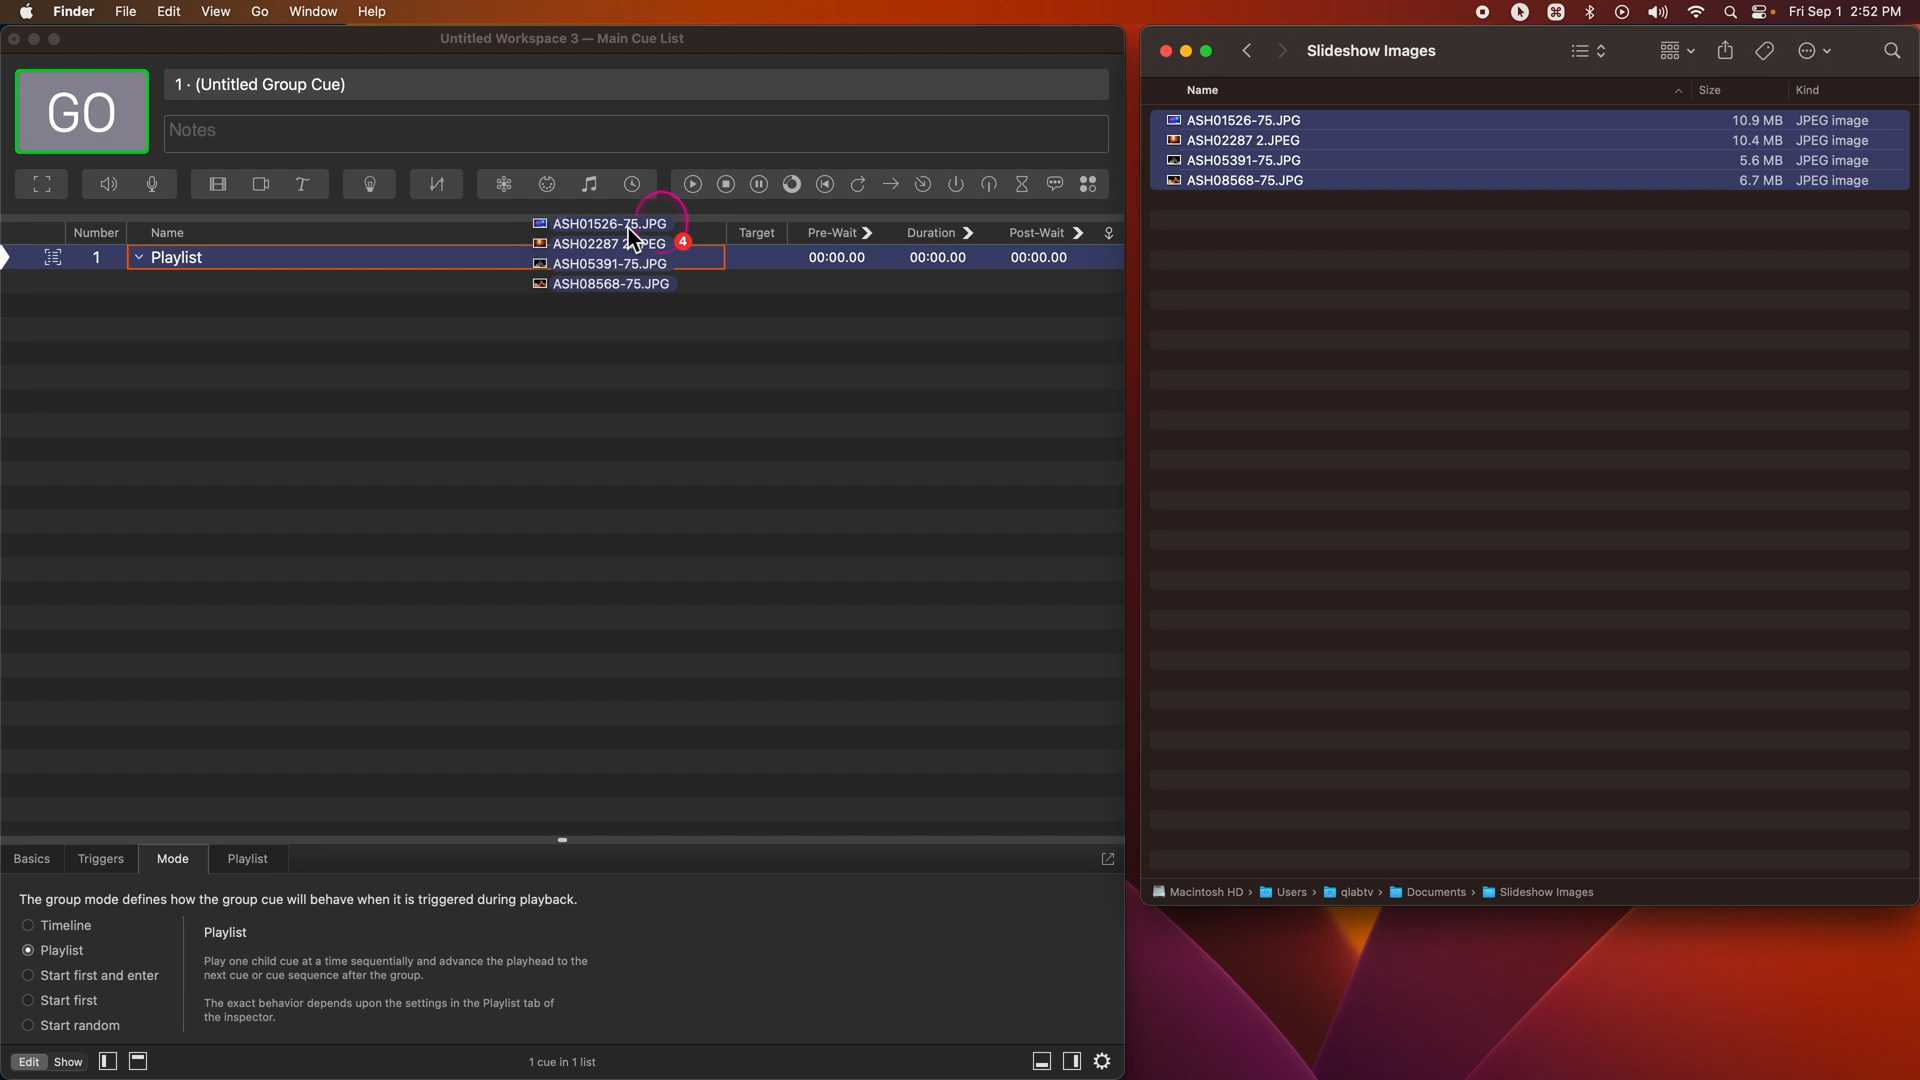 Finder File Edit View Go Window Help
Fri Sep 1 2:52 PM
Untitled Workspace 3 — Main Cue List
GO
1 · (Untitled Group Cue)
Notes
Number Name Target Pre-Wait Duration Post-Wait
1 Playlist 00:00.00 00:00.00 00:00.00
ASH01526-75.JPG
ASH02287 2.JPEG 4
ASH05391-75.JPG
ASH08568-75.JPG
Basics Triggers Mode Playlist
The group mode defines how the group cue will behave when it is triggered during playback.
Timeline
Playlist
Start first and enter
Start first
Start random
Playlist
Play one child cue at a time sequentially and advance the playhead to the
next cue or cue sequence after the group.
The exact behavior depends upon the settings in the Playlist tab of
the inspector.
Edit Show
1 cue in 1 list
Slideshow Images
Name Size Kind
ASH01526-75.JPG 10.9 MB JPEG image
ASH02287 2.JPEG 10.4 MB JPEG image
ASH05391-75.JPG 5.6 MB JPEG image
ASH08568-75.JPG 6.7 MB JPEG image
Macintosh HD › Users › qlabtv › Documents › Slideshow Images